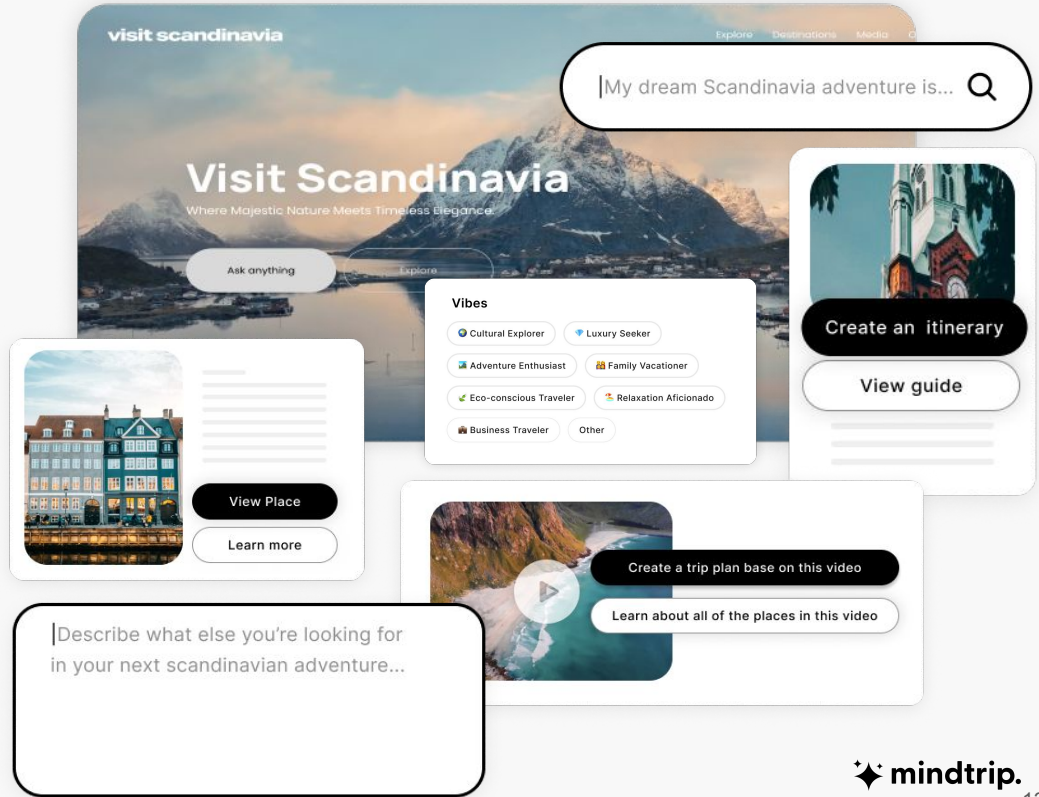 visit scandinavia
Explore Destinations Media
My dream Scandinavia adventure is...
Visit Scandinavia
Where Majestic Nature Meets Timeless Elegance.
Ask anything
Explore
Vibes
Cultural Explorer
Luxury Seeker
Adventure Enthusiast
Family Vacationer
Eco-conscious Traveler
Relaxation Aficionado
Business Traveler
Other
Create an itinerary
View guide
View Place
Learn more
Create a trip plan base on this video
Learn about all of the places in this video
Describe what else you’re looking for
in your next scandinavian adventure...
mindtrip.